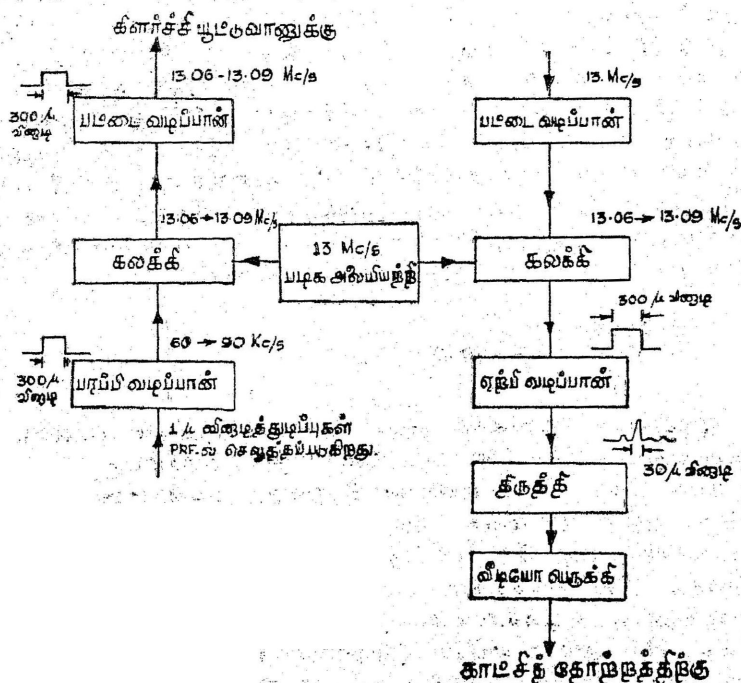 கிளர்ச்சி யூட்டுவானுக்கு
13.06-13.09 Mc/s
300 μ
விநாடி
பட்டை வடிப்பான்
13.06→13.09 Mc/s
கலக்கி
60 → 90 Kc/s
300 μ
விநாடி
பரப்பி வடிப்பான்
1 μ விநாடித்துடிப்புகள்
PRF-ல் செலுத்தப்படுகிறது.
13 Mc/s
படிக அலையியற்றி
13. Mc/s
பட்டை வடிப்பான்
13.06→ 13.09 Mc/s
கலக்கி
300 μ விநாடி
ஏற்பி வடிப்பான்
30 μ விநாடி
திருத்தி
வீடியோ பெருக்கி
காட்சித் தோற்றத்திற்கு